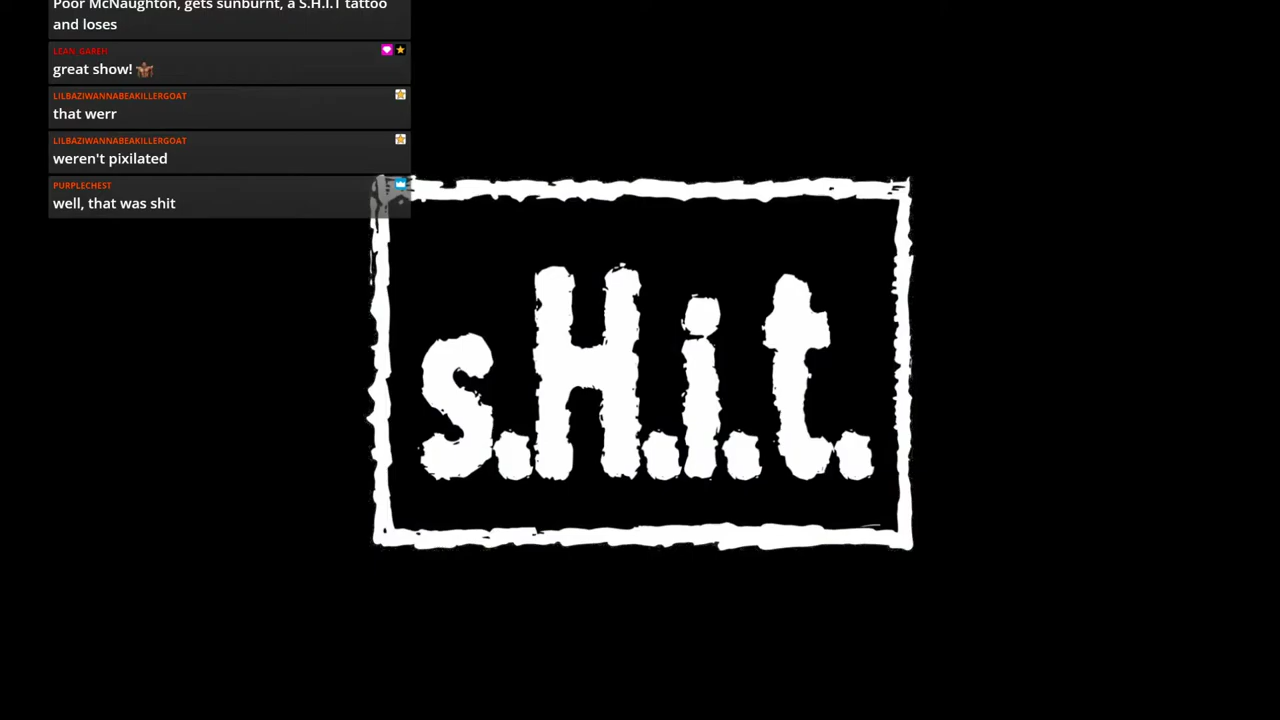 Poor McNaughton, gets sunburnt, a S.H.I.T tattoo
and loses
LEAN_GAREH
great show!
LILBAZIWANNABEAKILLERGOAT
that werr
LILBAZIWANNABEAKILLERGOAT
weren't pixilated
PURPLECHEST
well, that was shit
s.H.i.t.